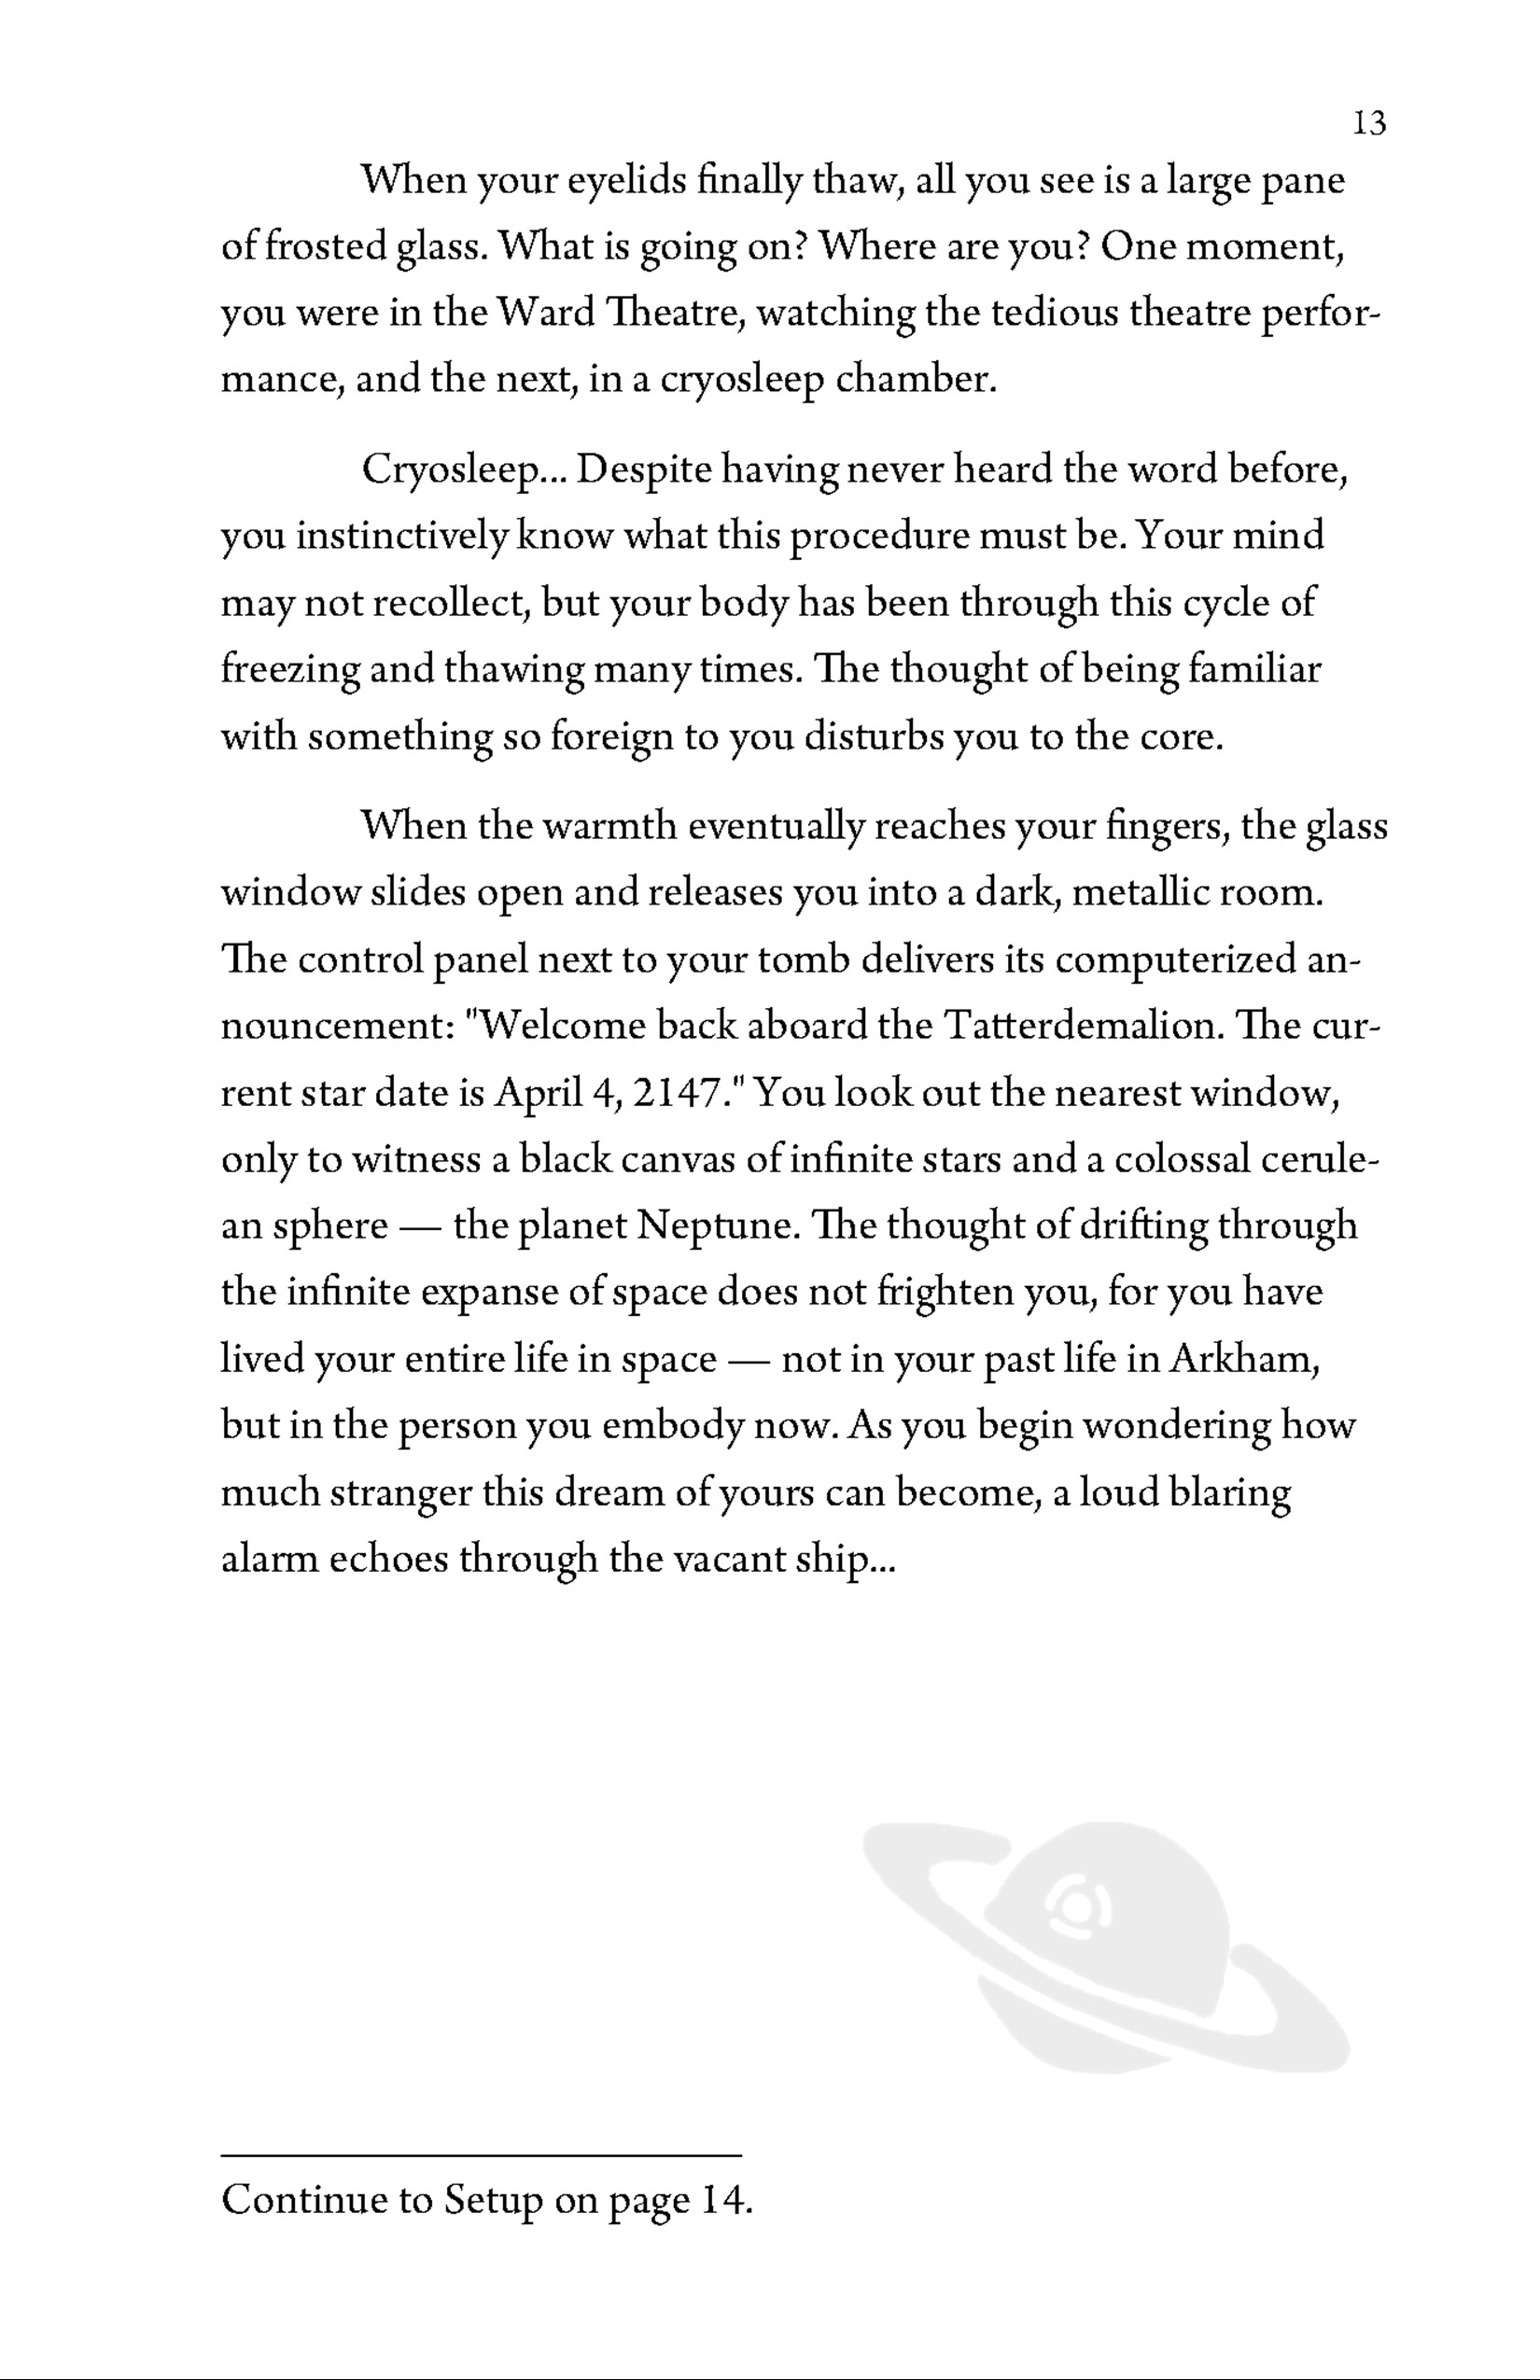 13
When your eyelids finally thaw, all you see is a large pane
of frosted glass. What is going on? Where are you? One moment,
you were in the Ward Theatre, watching the tedious theatre perfor-
mance, and the next, in a cryosleep chamber.
Cryosleep... Despite having never heard the word before,
you instinctively know what this procedure must be. Your mind
may not recollect, but your body has been through this cycle of
freezing and thawing many times. The thought of being familiar
with something so foreign to you disturbs you to the core.
When the warmth eventually reaches your fingers, the glass
window slides open and releases you into a dark, metallic room.
The control panel next to your tomb delivers its computerized an-
nouncement: "Welcome back aboard the Tatterdemalion. The cur-
rent star date is April 4, 2147." You look out the nearest window,
only to witness a black canvas of infinite stars and a colossal cerule-
an sphere — the planet Neptune. The thought of drifting through
the infinite expanse of space does not frighten you, for you have
lived your entire life in space — not in your past life in Arkham,
but in the person you embody now. As you begin wondering how
much stranger this dream of yours can become, a loud blaring
alarm echoes through the vacant ship...
Continue to Setup on page 14.